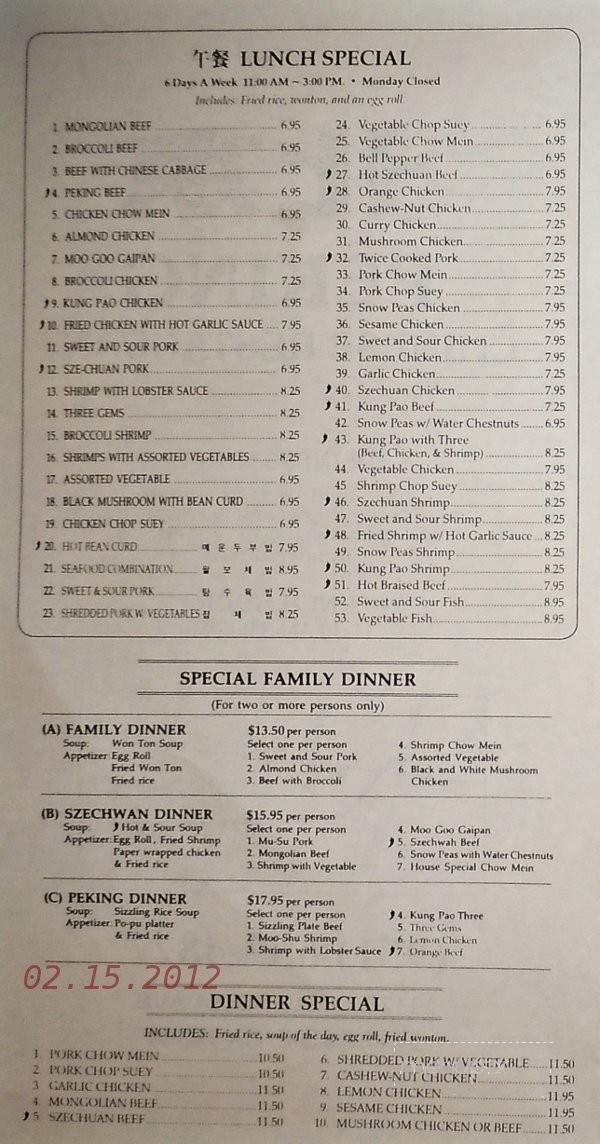 午餐 LUNCH SPECIAL
6 Days A Week 11:00 AM ~ 3:00 PM. • Monday Closed
Includes: Fried rice, wonton, and an egg roll.
1. MONGOLIAN BEEF 6.95
2. BROCCOLI BEEF 6.95
3. BEEF WITH CHINESE CABBAGE 6.95
4. PEKING BEEF 6.95
5. CHICKEN CHOW MEIN 6.95
6. ALMOND CHICKEN 7.25
7. MOO GOO GAIPAN 7.25
8. BROCCOLI CHICKEN 7.25
9. KUNG PAO CHICKEN 6.95
10. FRIED CHICKEN WITH HOT GARLIC SAUCE 7.95
11. SWEET AND SOUR PORK 6.95
12. SZE-CHUAN PORK 6.95
13. SHRIMP WITH LOBSTER SAUCE 8.25
14. THREE GEMS 8.25
15. BROCCOLI SHRIMP 8.25
16. SHRIMPS WITH ASSORTED VEGETABLES 8.25
17. ASSORTED VEGETABLE 6.95
18. BLACK MUSHROOM WITH BEAN CURD 6.95
19. CHICKEN CHOP SUEY 6.95
20. HOT BEAN CURD 매 운 두 부 밥 7.95
21. SEAFOOD COMBINATION 잡 밥 8.95
22. SWEET & SOUR PORK 탕 수 육 밥 7.95
23. SHREDDED PORK W. VEGETABLES 잡 채 밥 8.25
24. Vegetable Chop Suey 6.95
25. Vegetable Chow Mein 6.95
26. Bell Pepper Beef 6.95
27. Hot Szechuan Beef 6.95
28. Orange Chicken 7.95
29. Cashew-Nut Chicken 7.25
30. Curry Chicken 7.25
31. Mushroom Chicken 7.25
32. Twice Cooked Pork 7.25
33. Pork Chow Mein 7.25
34. Pork Chop Suey 7.25
35. Snow Peas Chicken 7.95
36. Sesame Chicken 7.95
37. Sweet and Sour Chicken 7.95
38. Lemon Chicken 7.95
39. Garlic Chicken 7.25
40. Szechuan Chicken 7.95
41. Kung Pao Beef 7.25
42. Snow Peas w/ Water Chestnuts 6.95
43. Kung Pao with Three
(Beef, Chicken, & Shrimp) 8.25
44. Vegetable Chicken 7.95
45 Shrimp Chop Suey 8.25
46. Szechuan Shrimp 8.25
47. Sweet and Sour Shrimp 8.25
48. Fried Shrimp w/ Hot Garlic Sauce 8.25
49. Snow Peas Shrimp 8.25
50. Kung Pao Shrimp 8.25
51. Hot Braised Beef 7.95
52. Sweet and Sour Fish 8.95
53. Vegetable Fish 8.95
SPECIAL FAMILY DINNER
(For two or more persons only)
(A) FAMILY DINNER
Soup: Won Ton Soup
Appetizer: Egg Roll
Fried Won Ton
Fried rice
$13.50 per person
Select one per person
1. Sweet and Sour Pork
2. Almond Chicken
3. Beef with Broccoli
4. Shrimp Chow Mein
5. Assorted Vegetable
6. Black and White Mushroom
Chicken
(B) SZECHWAN DINNER
Soup: Hot & Sour Soup
Appetizer: Egg Roll, Fried Shrimp
Paper wrapped chicken
& Fried rice
$15.95 per person
Select one per person
1. Mu-Su Pork
2. Mongolian Beef
3. Shrimp with Vegetable
4. Moo Goo Gaipan
5. Szechwah Beef
6. Snow Peas with Water Chestnuts
7. House Special Chow Mein
(C) PEKING DINNER
Soup: Sizzling Rice Soup
Appetizer: Po-pu platter
& Fried rice
$17.95 per person
Select one per person
1. Sizzling Plate Beef
2. Moo-Shu Shrimp
3. Shrimp with Lobster Sauce
4. Kung Pao Three
5. Three Gems
6. Lemon Chicken
7. Orange Beef
02.15.2012
DINNER SPECIAL
INCLUDES: Fried rice, soup of the day, egg roll, fried wonton.
1. PORK CHOW MEIN 10.50
2. PORK CHOP SUEY 10.50
3. GARLIC CHICKEN 11.50
4. MONGOLIAN BEEF 11.50
5. SZECHUAN BEEF 11.50
6. SHREDDED PORK W/ VEGETABLE 11.50
7. CASHEW-NUT CHICKEN 11.50
8. LEMON CHICKEN 11.95
9. SESAME CHICKEN 11.95
10. MUSHROOM CHICKEN OR BEEF 11.50